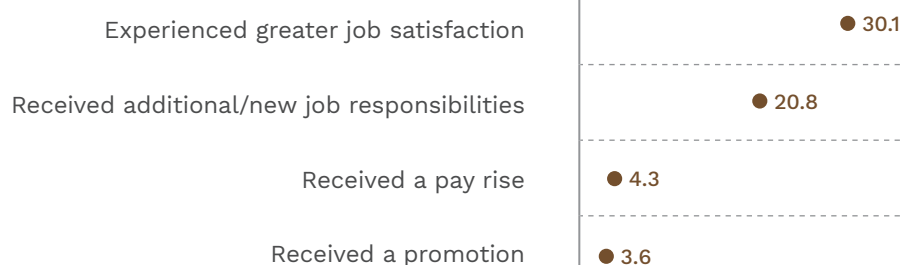 Experienced greater job satisfaction 30.1
Received additional/new job responsibilities 20.8
Received a pay rise 4.3
Received a promotion 3.6